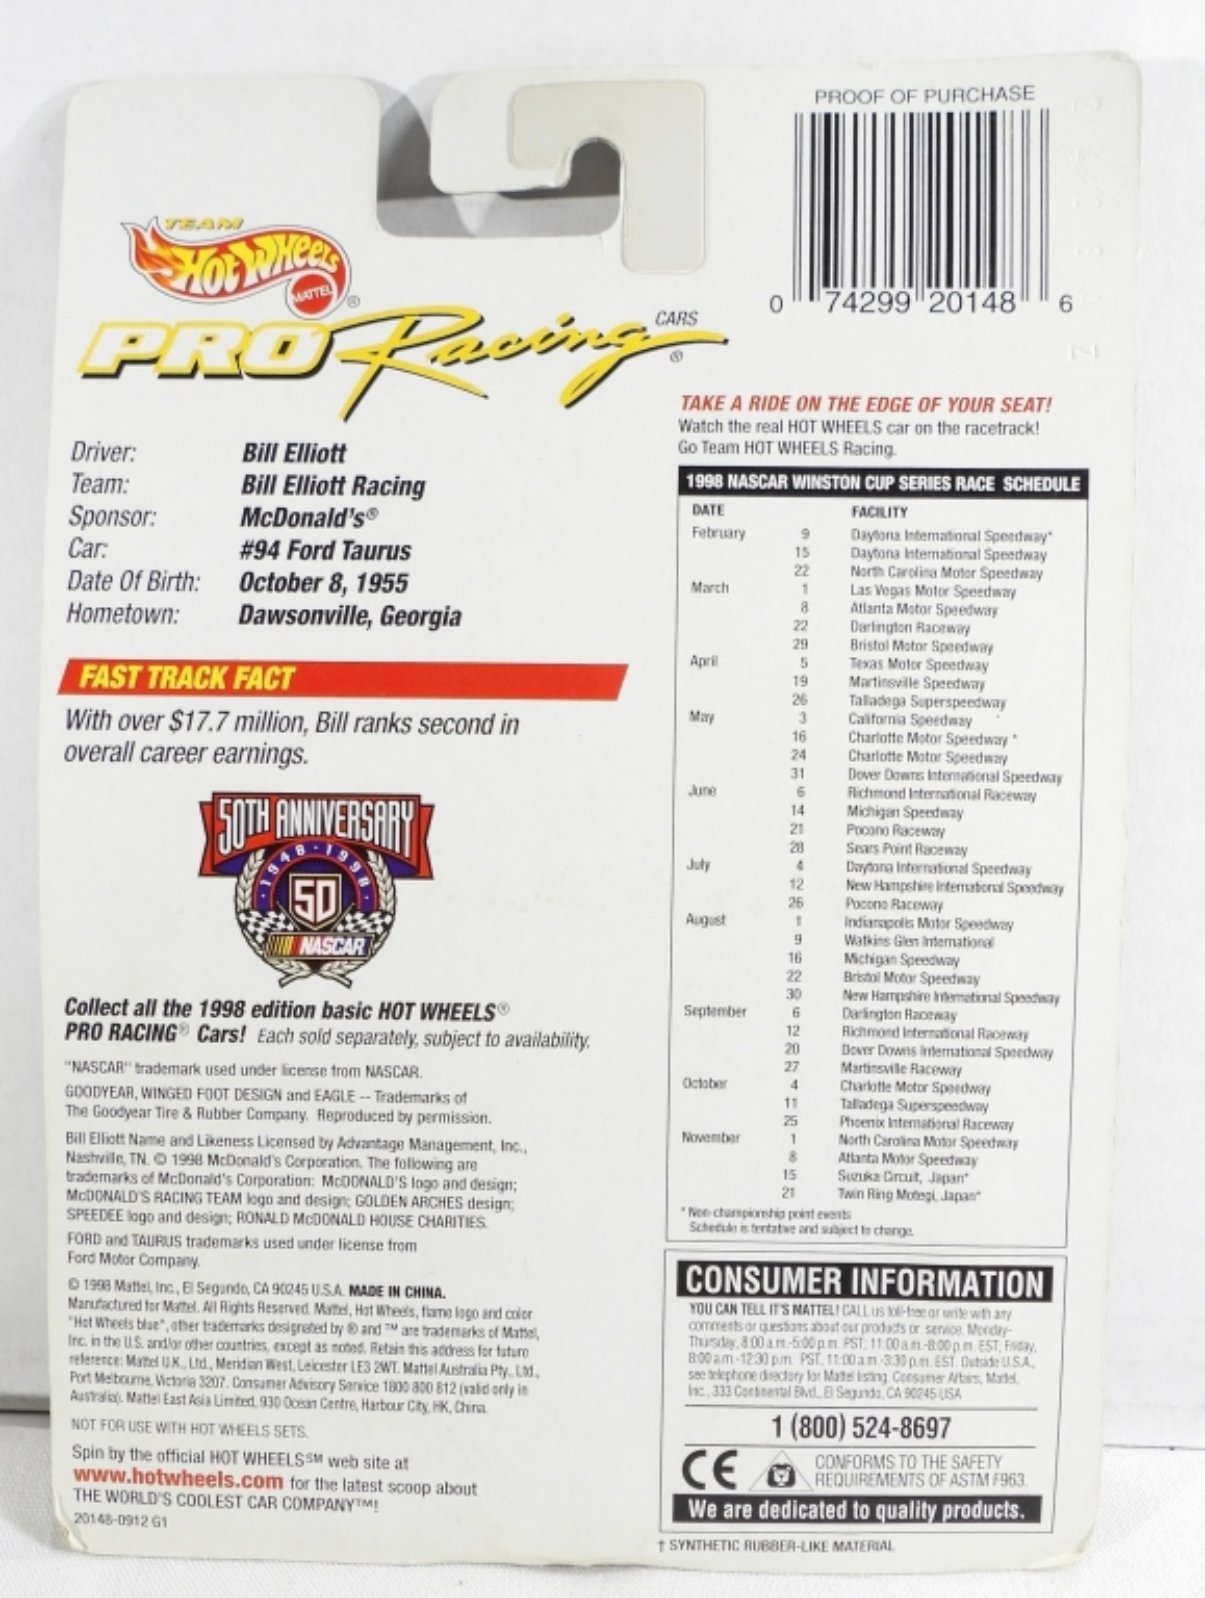 PROOF OF PURCHASE
0 74299 20148 6
TEAM
Hot Wheels
MATTEL ®
PRO Racing CARS ®
Driver: Bill Elliott
Team: Bill Elliott Racing
Sponsor: McDonald's®
Car: #94 Ford Taurus
Date Of Birth: October 8, 1955
Hometown: Dawsonville, Georgia
FAST TRACK FACT
With over $17.7 million, Bill ranks second in
overall career earnings.
50TH ANNIVERSARY
1948 · 1998
50
NASCAR
Collect all the 1998 edition basic HOT WHEELS®
PRO RACING® Cars! Each sold separately, subject to availability.
"NASCAR" trademark used under license from NASCAR.
GOODYEAR, WINGED FOOT DESIGN and EAGLE -- Trademarks of
The Goodyear Tire & Rubber Company. Reproduced by permission.
Bill Elliott Name and Likeness Licensed by Advantage Management, Inc.,
Nashville, TN. © 1998 McDonald's Corporation. The following are
trademarks of McDonald's Corporation: McDONALD'S logo and design;
McDONALD'S RACING TEAM logo and design; GOLDEN ARCHES design;
SPEEDEE logo and design; RONALD McDONALD HOUSE CHARITIES.
FORD and TAURUS trademarks used under license from
Ford Motor Company.
© 1998 Mattel, Inc., El Segundo, CA 90245 U.S.A. MADE IN CHINA.
Manufactured for Mattel. All Rights Reserved. Mattel, Hot Wheels, flame logo and color
"Hot Wheels blue", other trademarks designated by ® and ™ are trademarks of Mattel,
Inc. in the U.S. and/or other countries, except as noted. Retain this address for future
reference: Mattel U.K., Ltd., Meridian West, Leicester LE3 2WT. Mattel Australia Pty., Ltd.,
Port Melbourne, Victoria 3207. Consumer Advisory Service 1800 800 812 (valid only in
Australia). Mattel East Asia Limited, 930 Ocean Centre, Harbour City, HK, China.
NOT FOR USE WITH HOT WHEELS SETS.
Spin by the official HOT WHEELS℠ web site at
www.hotwheels.com for the latest scoop about
THE WORLD'S COOLEST CAR COMPANY™!
20148-0912 G1
TAKE A RIDE ON THE EDGE OF YOUR SEAT!
Watch the real HOT WHEELS car on the racetrack!
Go Team HOT WHEELS Racing.
1998 NASCAR WINSTON CUP SERIES RACE SCHEDULE
DATE FACILITY
February 9 Daytona International Speedway*
15 Daytona International Speedway
22 North Carolina Motor Speedway
March 1 Las Vegas Motor Speedway
8 Atlanta Motor Speedway
22 Darlington Raceway
29 Bristol Motor Speedway
April 5 Texas Motor Speedway
19 Martinsville Speedway
26 Talladega Superspeedway
May 3 California Speedway
16 Charlotte Motor Speedway *
24 Charlotte Motor Speedway
31 Dover Downs International Speedway
June 6 Richmond International Raceway
14 Michigan Speedway
21 Pocono Raceway
28 Sears Point Raceway
July 4 Daytona International Speedway
12 New Hampshire International Speedway
26 Pocono Raceway
August 1 Indianapolis Motor Speedway
9 Watkins Glen International
16 Michigan Speedway
22 Bristol Motor Speedway
30 New Hampshire International Speedway
September 6 Darlington Raceway
12 Richmond International Raceway
20 Dover Downs International Speedway
27 Martinsville Raceway
October 4 Charlotte Motor Speedway
11 Talladega Superspeedway
25 Phoenix International Raceway
November 1 North Carolina Motor Speedway
8 Atlanta Motor Speedway
15 Suzuka Circuit, Japan*
21 Twin Ring Motegi, Japan*
* Non-championship point events
Schedule is tentative and subject to change.
CONSUMER INFORMATION
YOU CAN TELL IT'S MATTEL! CALL us toll-free or write with any
comments or questions about our products or service. Monday-
Thursday, 8:00 a.m.-5:00 p.m. PST; 11:00 a.m.-8:00 p.m. EST; Friday,
8:00 a.m.-12:30 p.m. PST, 11:00 a.m.-3:30 p.m. EST. Outside U.S.A.,
see telephone directory for Mattel listing. Consumer Affairs, Mattel,
Inc., 333 Continental Blvd., El Segundo, CA 90245 USA
1 (800) 524-8697
CE
CONFORMS TO THE SAFETY
REQUIREMENTS OF ASTM F963.
We are dedicated to quality products.
† SYNTHETIC RUBBER-LIKE MATERIAL